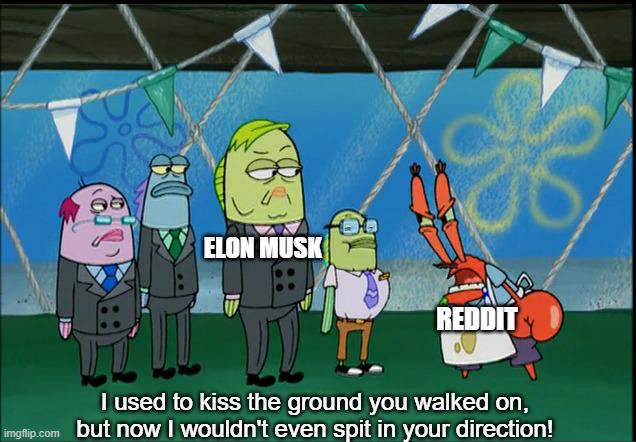 ELON MUSK
REDDIT
I used to kiss the ground you walked on,
but now I wouldn't even spit in your direction!
imgflip.com